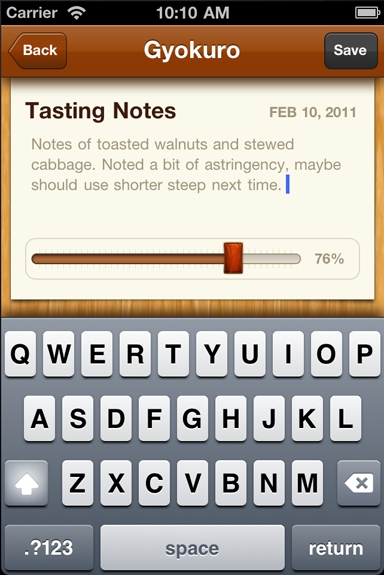 Carrier 10:10 AM
Back Gyokuro Save
Tasting Notes FEB 10, 2011
Notes of toasted walnuts and stewed
cabbage. Noted a bit of astringency, maybe
should use shorter steep next time.
76%
Q W E R T Y U I O P
A S D F G H J K L
Z X C V B N M
.?123 space return